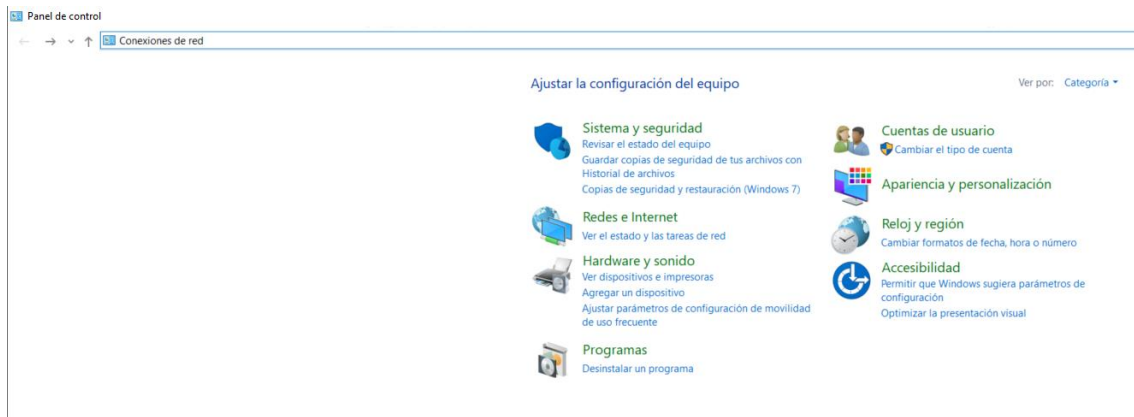 Panel de control
Conexiones de red
Ajustar la configuración del equipo
Ver por: Categoría
Sistema y seguridad
Revisar el estado del equipo
Guardar copias de seguridad de tus archivos con
Historial de archivos
Copias de seguridad y restauración (Windows 7)
Redes e Internet
Ver el estado y las tareas de red
Hardware y sonido
Ver dispositivos e impresoras
Agregar un dispositivo
Ajustar parámetros de configuración de movilidad
de uso frecuente
Programas
Desinstalar un programa
Cuentas de usuario
Cambiar el tipo de cuenta
Apariencia y personalización
Reloj y región
Cambiar formatos de fecha, hora o número
Accesibilidad
Permitir que Windows sugiera parámetros de
configuración
Optimizar la presentación visual